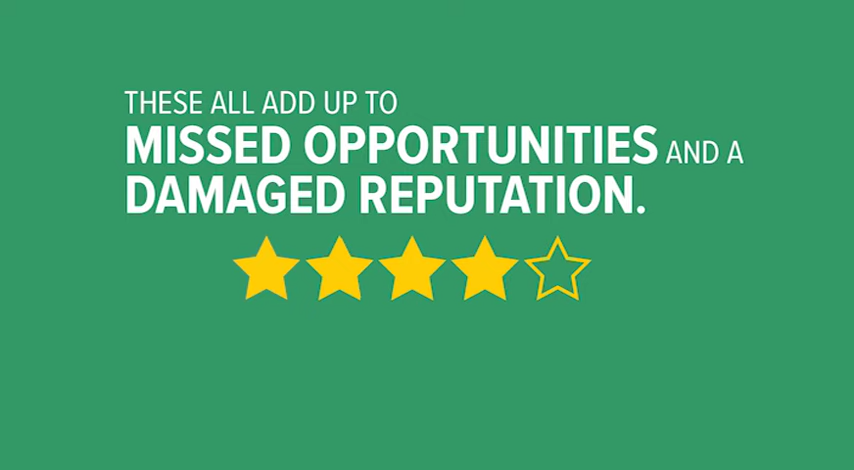 THESE ALL ADD UP TO
MISSED OPPORTUNITIES AND A
DAMAGED REPUTATION.